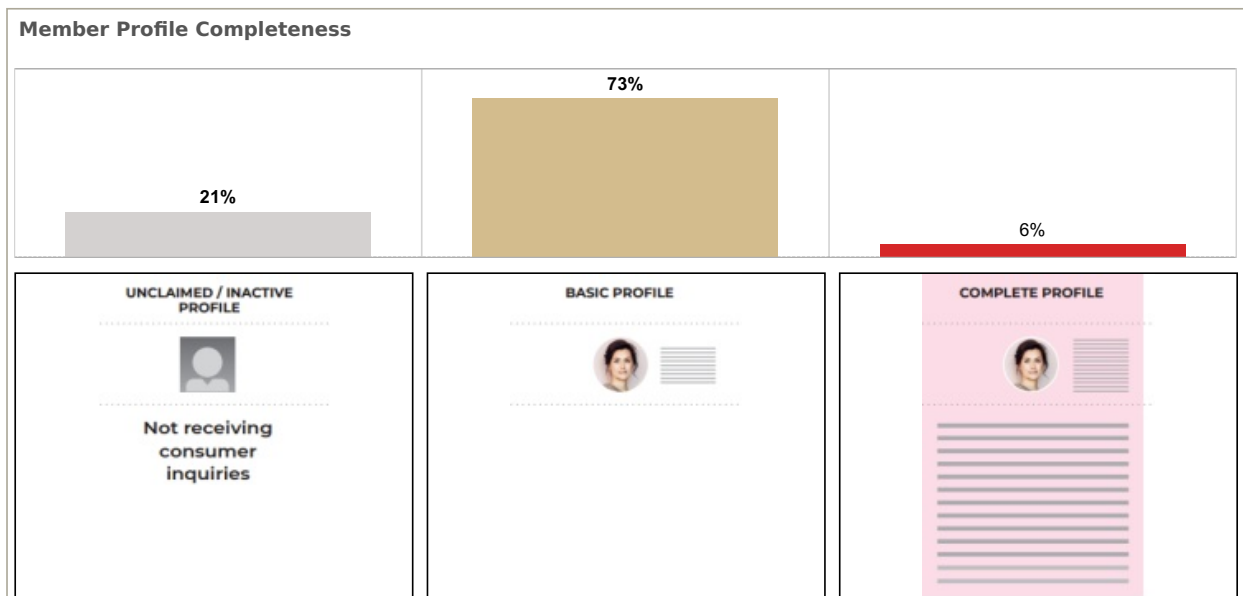 Member Profile Completeness
73%
21%
6%
UNCLAIMED / INACTIVE
PROFILE
Not receiving
consumer
inquiries
BASIC PROFILE
COMPLETE PROFILE